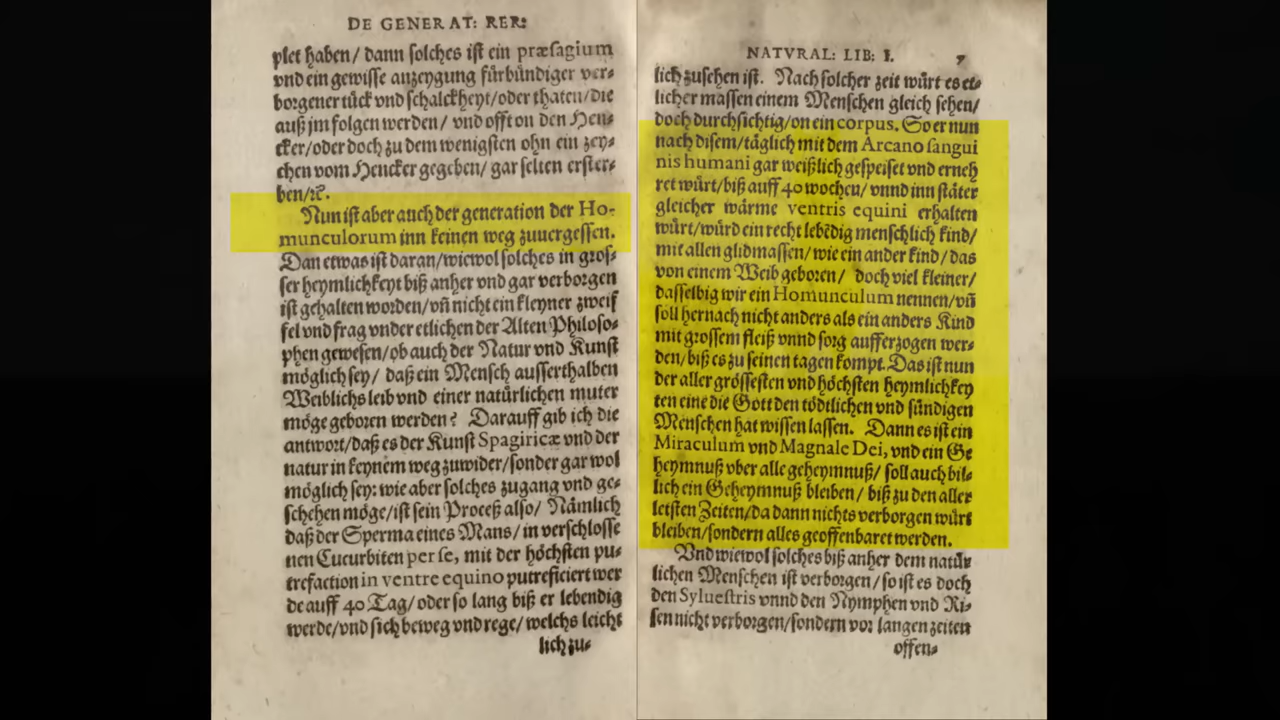 DE GENERAT: RER:
plet haben/ dann solches ist ein præsagium
vnd ein gewisse anzeygung fürbündiger ver-
borgener tück vnd schalckheyt/oder thaten/die
auß jm folgen werden/ vnd offt on den Hen-
cker/oder doch zu dem wenigsten ohn ein zey-
chen vom Hencker gegeben/ gar selten erster-
ben/ꝛc̃.
Nun ist aber auch der generation der Ho-
munculorum inn keinen weg zuuergessen.
Dan etwas ist daran/wiewol solches in gros-
ser heymlichkeyt biß anher vnd gar verborgen
ist gehalten worden/vñ nicht ein kleyner zweif
fel vnd frag vnder etlichen der Alten Philoso-
phen gewesen/ob auch der Natur vnd Kunst
möglich sey/ daß ein Mensch ausserthalben
Weiblichs leib vnd einer natürlichen muter
möge geboren werden? Darauff gib ich die
antwort/daß es der Kunst Spagiricæ vnd der
natur in keynem weg zuwider/sonder gar wol
möglich sey: wie aber solches zugang vnd ge-
schehen möge/ist sein Proceß also/ Nämlich
daß der Sperma eines Mans/ in verschlosse
nen Cucurbiten per se, mit der höchsten pu-
trefaction in ventre equino putreficiert wer
de auff 40 Tag/ oder so lang biß er lebendig
werde/vnd sich beweg vnd rege/ welchs leicht
lich zu-
NATVRAL: LIB: I. 7
lich zusehen ist. Nach solcher zeit würt es et-
licher massen einem Menschen gleich sehen/
doch durchsichtig/on ein corpus. So er nun
nach disem/täglich mit dem Arcano sangui
nis humani gar weißlich gespeiset vnd erneh
ret würt/biß auff 40 wochen/ vnnd inn stäter
gleicher wärme ventris equini erhalten
würt/würd ein recht lebẽdig menschlich kind/
mit allen glidmassen/wie ein ander kind/das
von einem Weib geboren/ doch viel kleiner/
dasselbig wir ein Homunculum nennen/vñ
soll hernach nicht anders als ein anders Kind
mit grossem fleiß vnnd sorg aufferzogen wer-
den/biß es zu seinen tagen kompt. Das ist nun
der aller grössesten vnd höchsten heymlichkey
ten eine die Gott den tödtlichen vnd sündigen
Menschen hat wissen lassen. Dann es ist ein
Miraculum vnd Magnale Dei, vnd ein Ge
heymnuß vber alle geheymnuß/ soll auch bil-
lich ein Geheymnuß bleiben/ biß zu den aller
letsten Zeiten/da dann nichts verborgen würt
bleiben/sondern alles geoffenbaret werden.
Vnd wiewol solches biß anher dem natür
lichen Menschen ist verborgen/so ist es doch
den Syluestris vnnd den Nymphen vnd Ri-
sen nicht verborgen/sondern vor langen zeiten
offen-